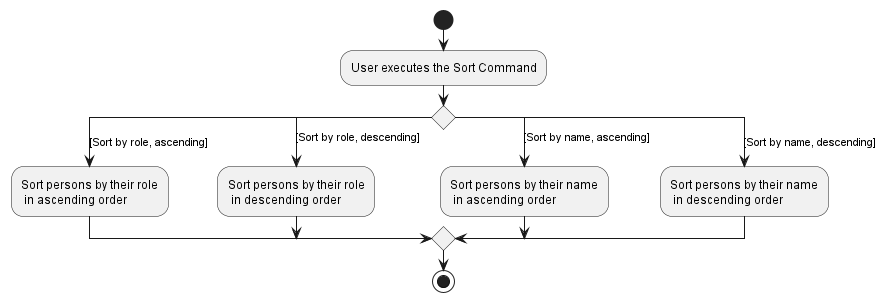 User executes the Sort Command
[Sort by role, ascending]
[Sort by role, descending]
[Sort by name, ascending]
[Sort by name, descending]
Sort persons by their role
in ascending order
Sort persons by their role
in descending order
Sort persons by their name
in ascending order
Sort persons by their name
in descending order